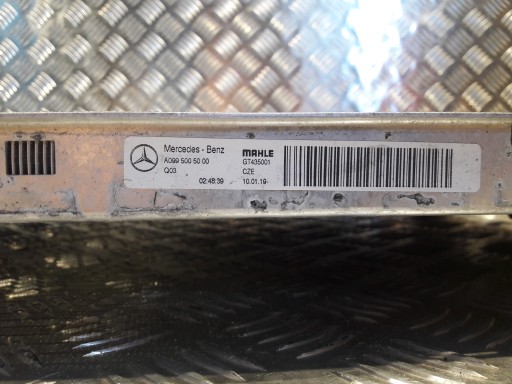 Mercedes - Benz MAHLE
A099 500 50 00 GT435001
Q03 CZE
02:48:39 10.01.19